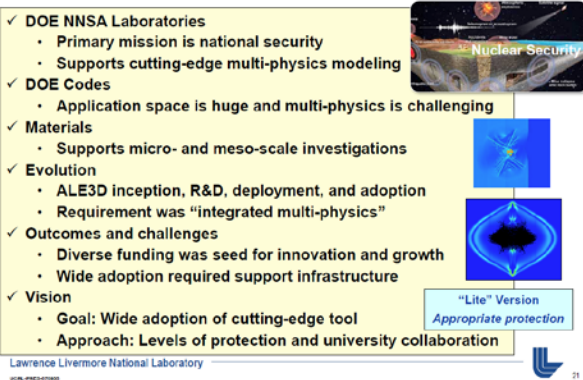 ✓ DOE NNSA Laboratories
• Primary mission is national security
• Supports cutting-edge multi-physics modeling
✓ DOE Codes
• Application space is huge and multi-physics is challenging
✓ Materials
• Supports micro- and meso-scale investigations
✓ Evolution
• ALE3D inception, R&D, deployment, and adoption
• Requirement was “integrated multi-physics”
✓ Outcomes and challenges
• Diverse funding was seed for innovation and growth
• Wide adoption required support infrastructure
✓ Vision
• Goal: Wide adoption of cutting-edge tool
• Approach: Levels of protection and university collaboration
Nuclear Security
“Lite” Version
Appropriate protection
Lawrence Livermore National Laboratory
21